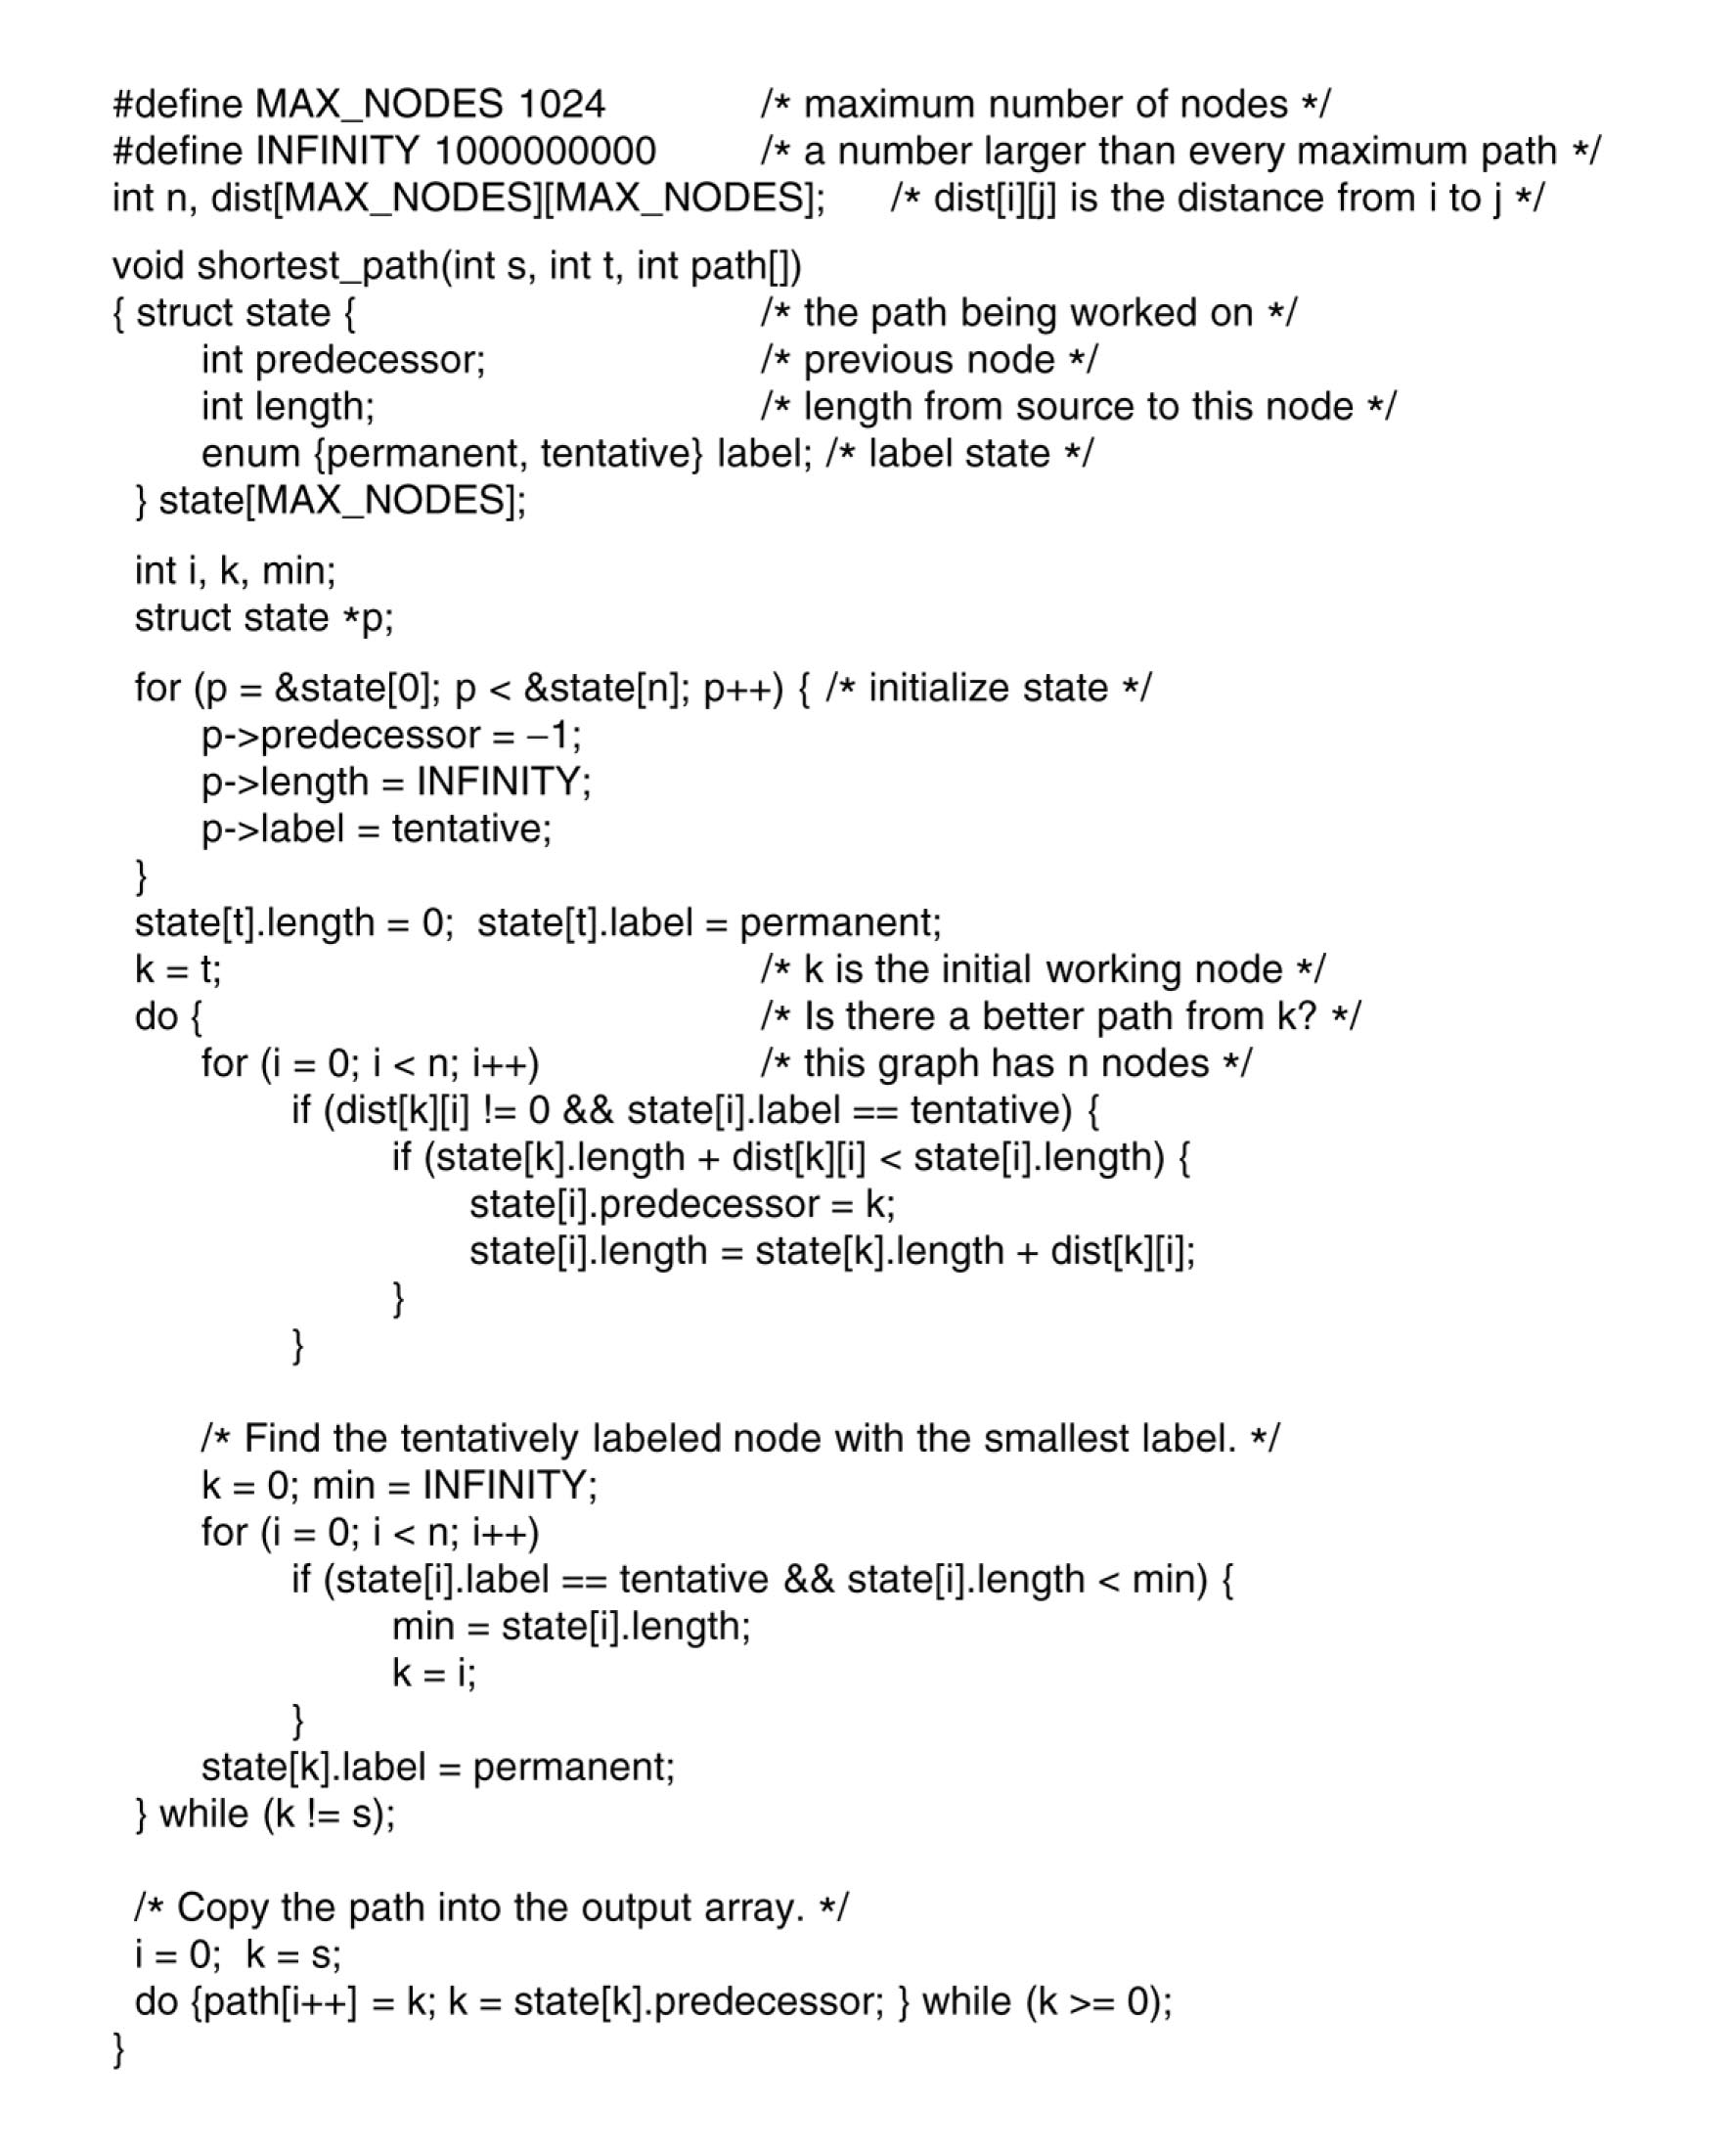 #define MAX_NODES 1024 /* maximum number of nodes */
#define INFINITY 1000000000 /* a number larger than every maximum path */
int n, dist[MAX_NODES][MAX_NODES]; /* dist[i][j] is the distance from i to j */
void shortest_path(int s, int t, int path[])
{ struct state { /* the path being worked on */
int predecessor; /* previous node */
int length; /* length from source to this node */
enum {permanent, tentative} label; /* label state */
} state[MAX_NODES];
int i, k, min;
struct state *p;
for (p = &state[0]; p < &state[n]; p++) { /* initialize state */
p->predecessor = −1;
p->length = INFINITY;
p->label = tentative;
}
state[t].length = 0; state[t].label = permanent;
k = t; /* k is the initial working node */
do { /* Is there a better path from k? */
for (i = 0; i < n; i++) /* this graph has n nodes */
if (dist[k][i] != 0 && state[i].label == tentative) {
if (state[k].length + dist[k][i] < state[i].length) {
state[i].predecessor = k;
state[i].length = state[k].length + dist[k][i];
}
}
/* Find the tentatively labeled node with the smallest label. */
k = 0; min = INFINITY;
for (i = 0; i < n; i++)
if (state[i].label == tentative && state[i].length < min) {
min = state[i].length;
k = i;
}
state[k].label = permanent;
} while (k != s);
/* Copy the path into the output array. */
i = 0; k = s;
do {path[i++] = k; k = state[k].predecessor; } while (k >= 0);
}